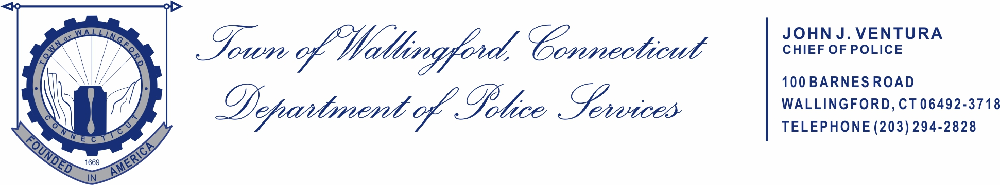 TOWN OF WALLINGFORD
CONNECTICUT
1669
FOUNDED IN AMERICA
Town of Wallingford, Connecticut
Department of Police Services
JOHN J. VENTURA
CHIEF OF POLICE
100 BARNES ROAD
WALLINGFORD, CT 06492-3718
TELEPHONE (203) 294-2828